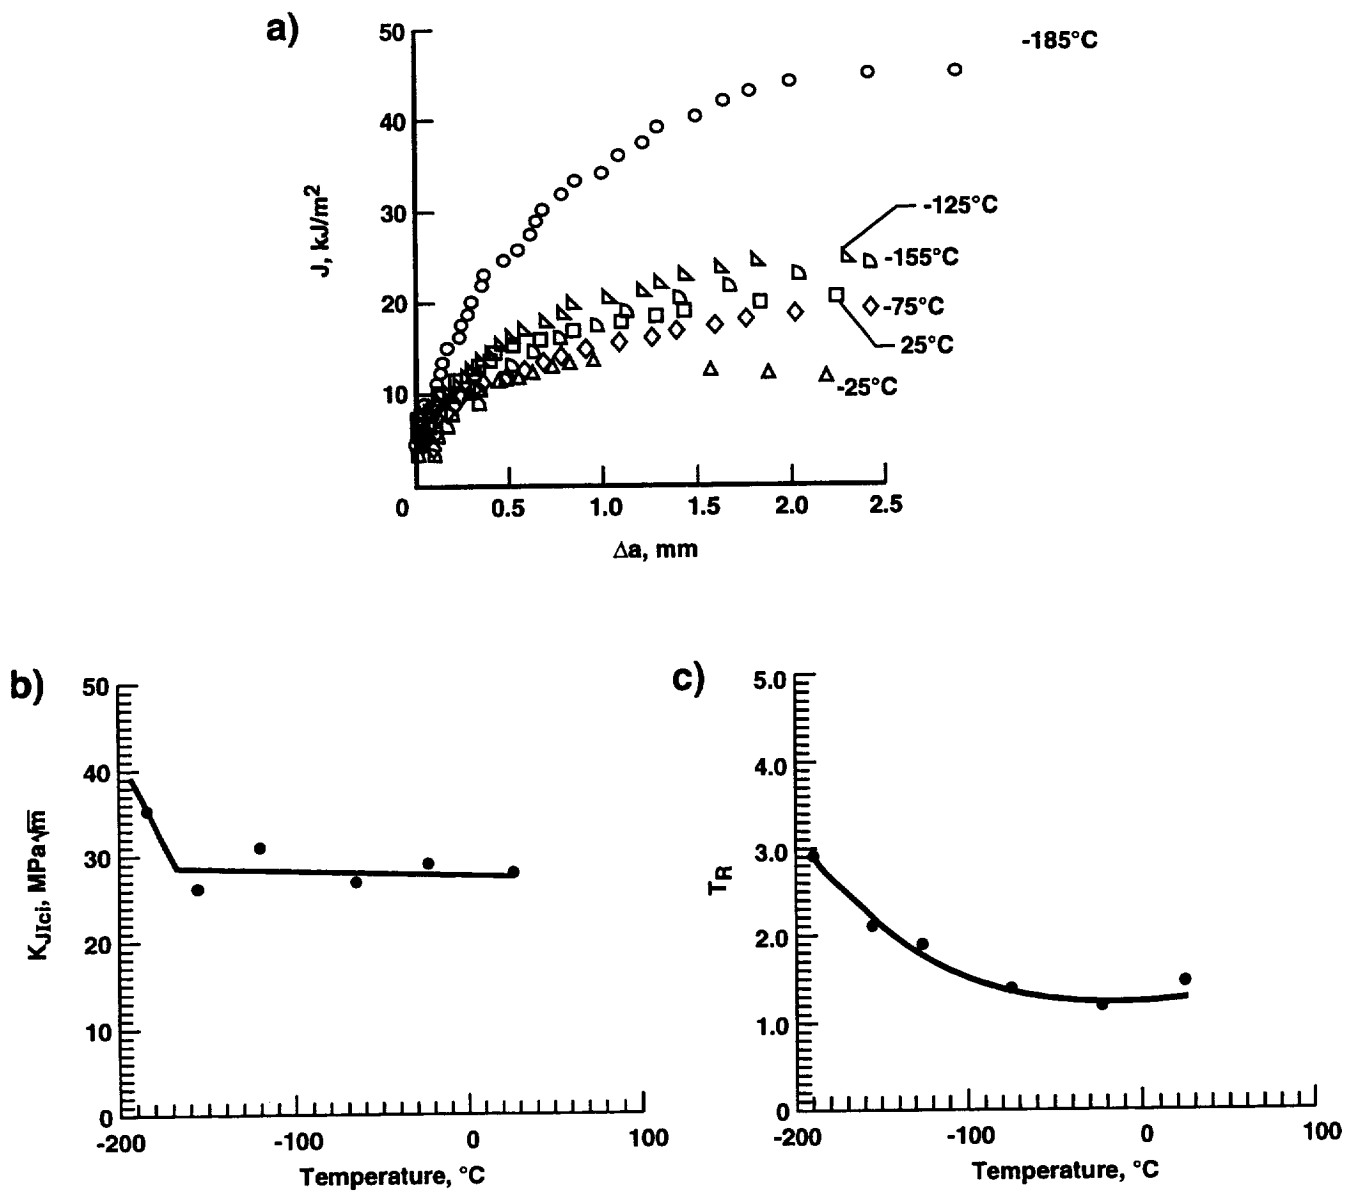 a)
50
40
30
20
10
J, kJ/m²
-185°C
-125°C
-155°C
-75°C
25°C
-25°C
0 0.5 1.0 1.5 2.0 2.5
Δa, mm
b)
50
40
30
20
10
0
K_JIci, MPa√m
-200 -100 0 100
Temperature, °C
c)
5.0
4.0
3.0
2.0
1.0
0
T_R
-200 -100 0 100
Temperature, °C